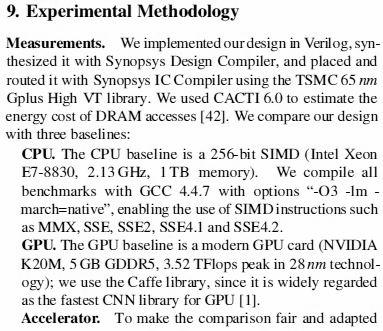 9. Experimental Methodology
Measurements. We implemented our design in Verilog, syn-
thesized it with Synopsys Design Compiler, and placed and
routed it with Synopsys IC Compiler using the TSMC 65 nm
Gplus High VT library. We used CACTI 6.0 to estimate the
energy cost of DRAM accesses [42]. We compare our design
with three baselines:
CPU. The CPU baseline is a 256-bit SIMD (Intel Xeon
E7-8830, 2.13 GHz, 1 TB memory). We compile all
benchmarks with GCC 4.4.7 with options “-O3 -lm -
march=native”, enabling the use of SIMD instructions such
as MMX, SSE, SSE2, SSE4.1 and SSE4.2.
GPU. The GPU baseline is a modern GPU card (NVIDIA
K20M, 5 GB GDDR5, 3.52 TFlops peak in 28 nm technol-
ogy); we use the Caffe library, since it is widely regarded
as the fastest CNN library for GPU [1].
Accelerator. To make the comparison fair and adapted